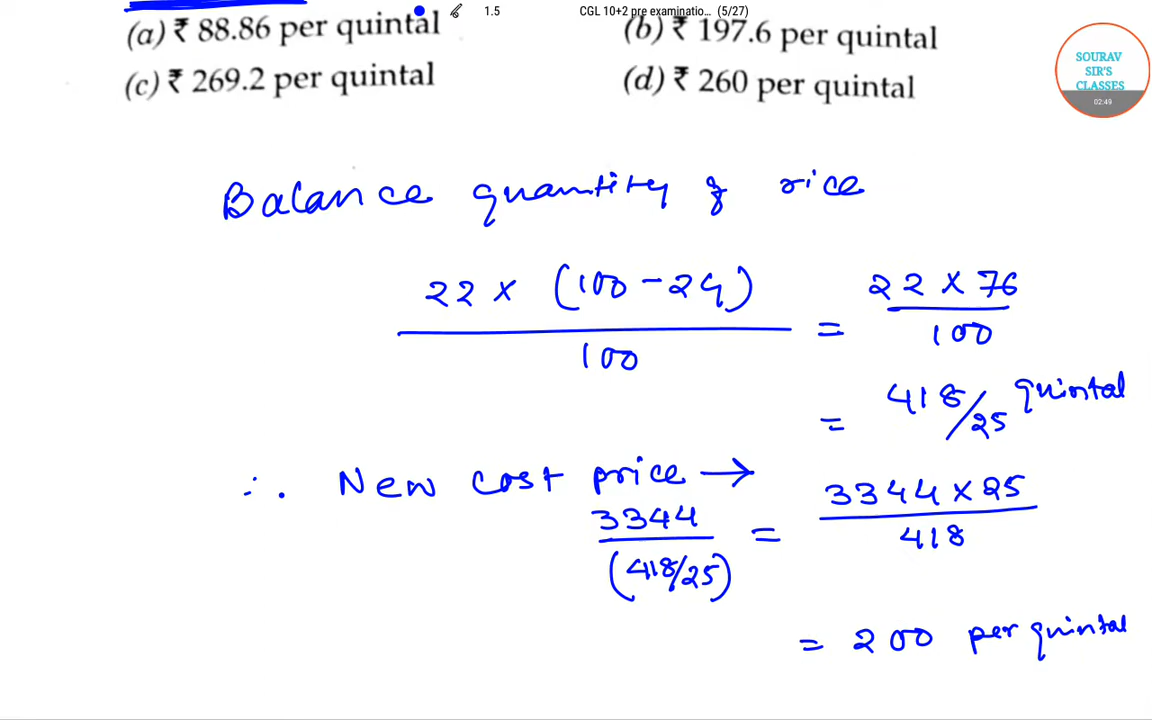 1.5 CGL 10+2 pre examinatio... (5/27)
(a) ₹ 88.86 per quintal (b) ₹ 197.6 per quintal
(c) ₹ 269.2 per quintal (d) ₹ 260 per quintal
SOURAV
SIR'S
CLASSES
02:49
Balance quantity of rice
22 × (100 - 24) / 100 = 22 × 76 / 100
= 418/25 quintal
∴ New cost price → 3344 / (418/25) = 3344 × 25 / 418
= 200 per quintal